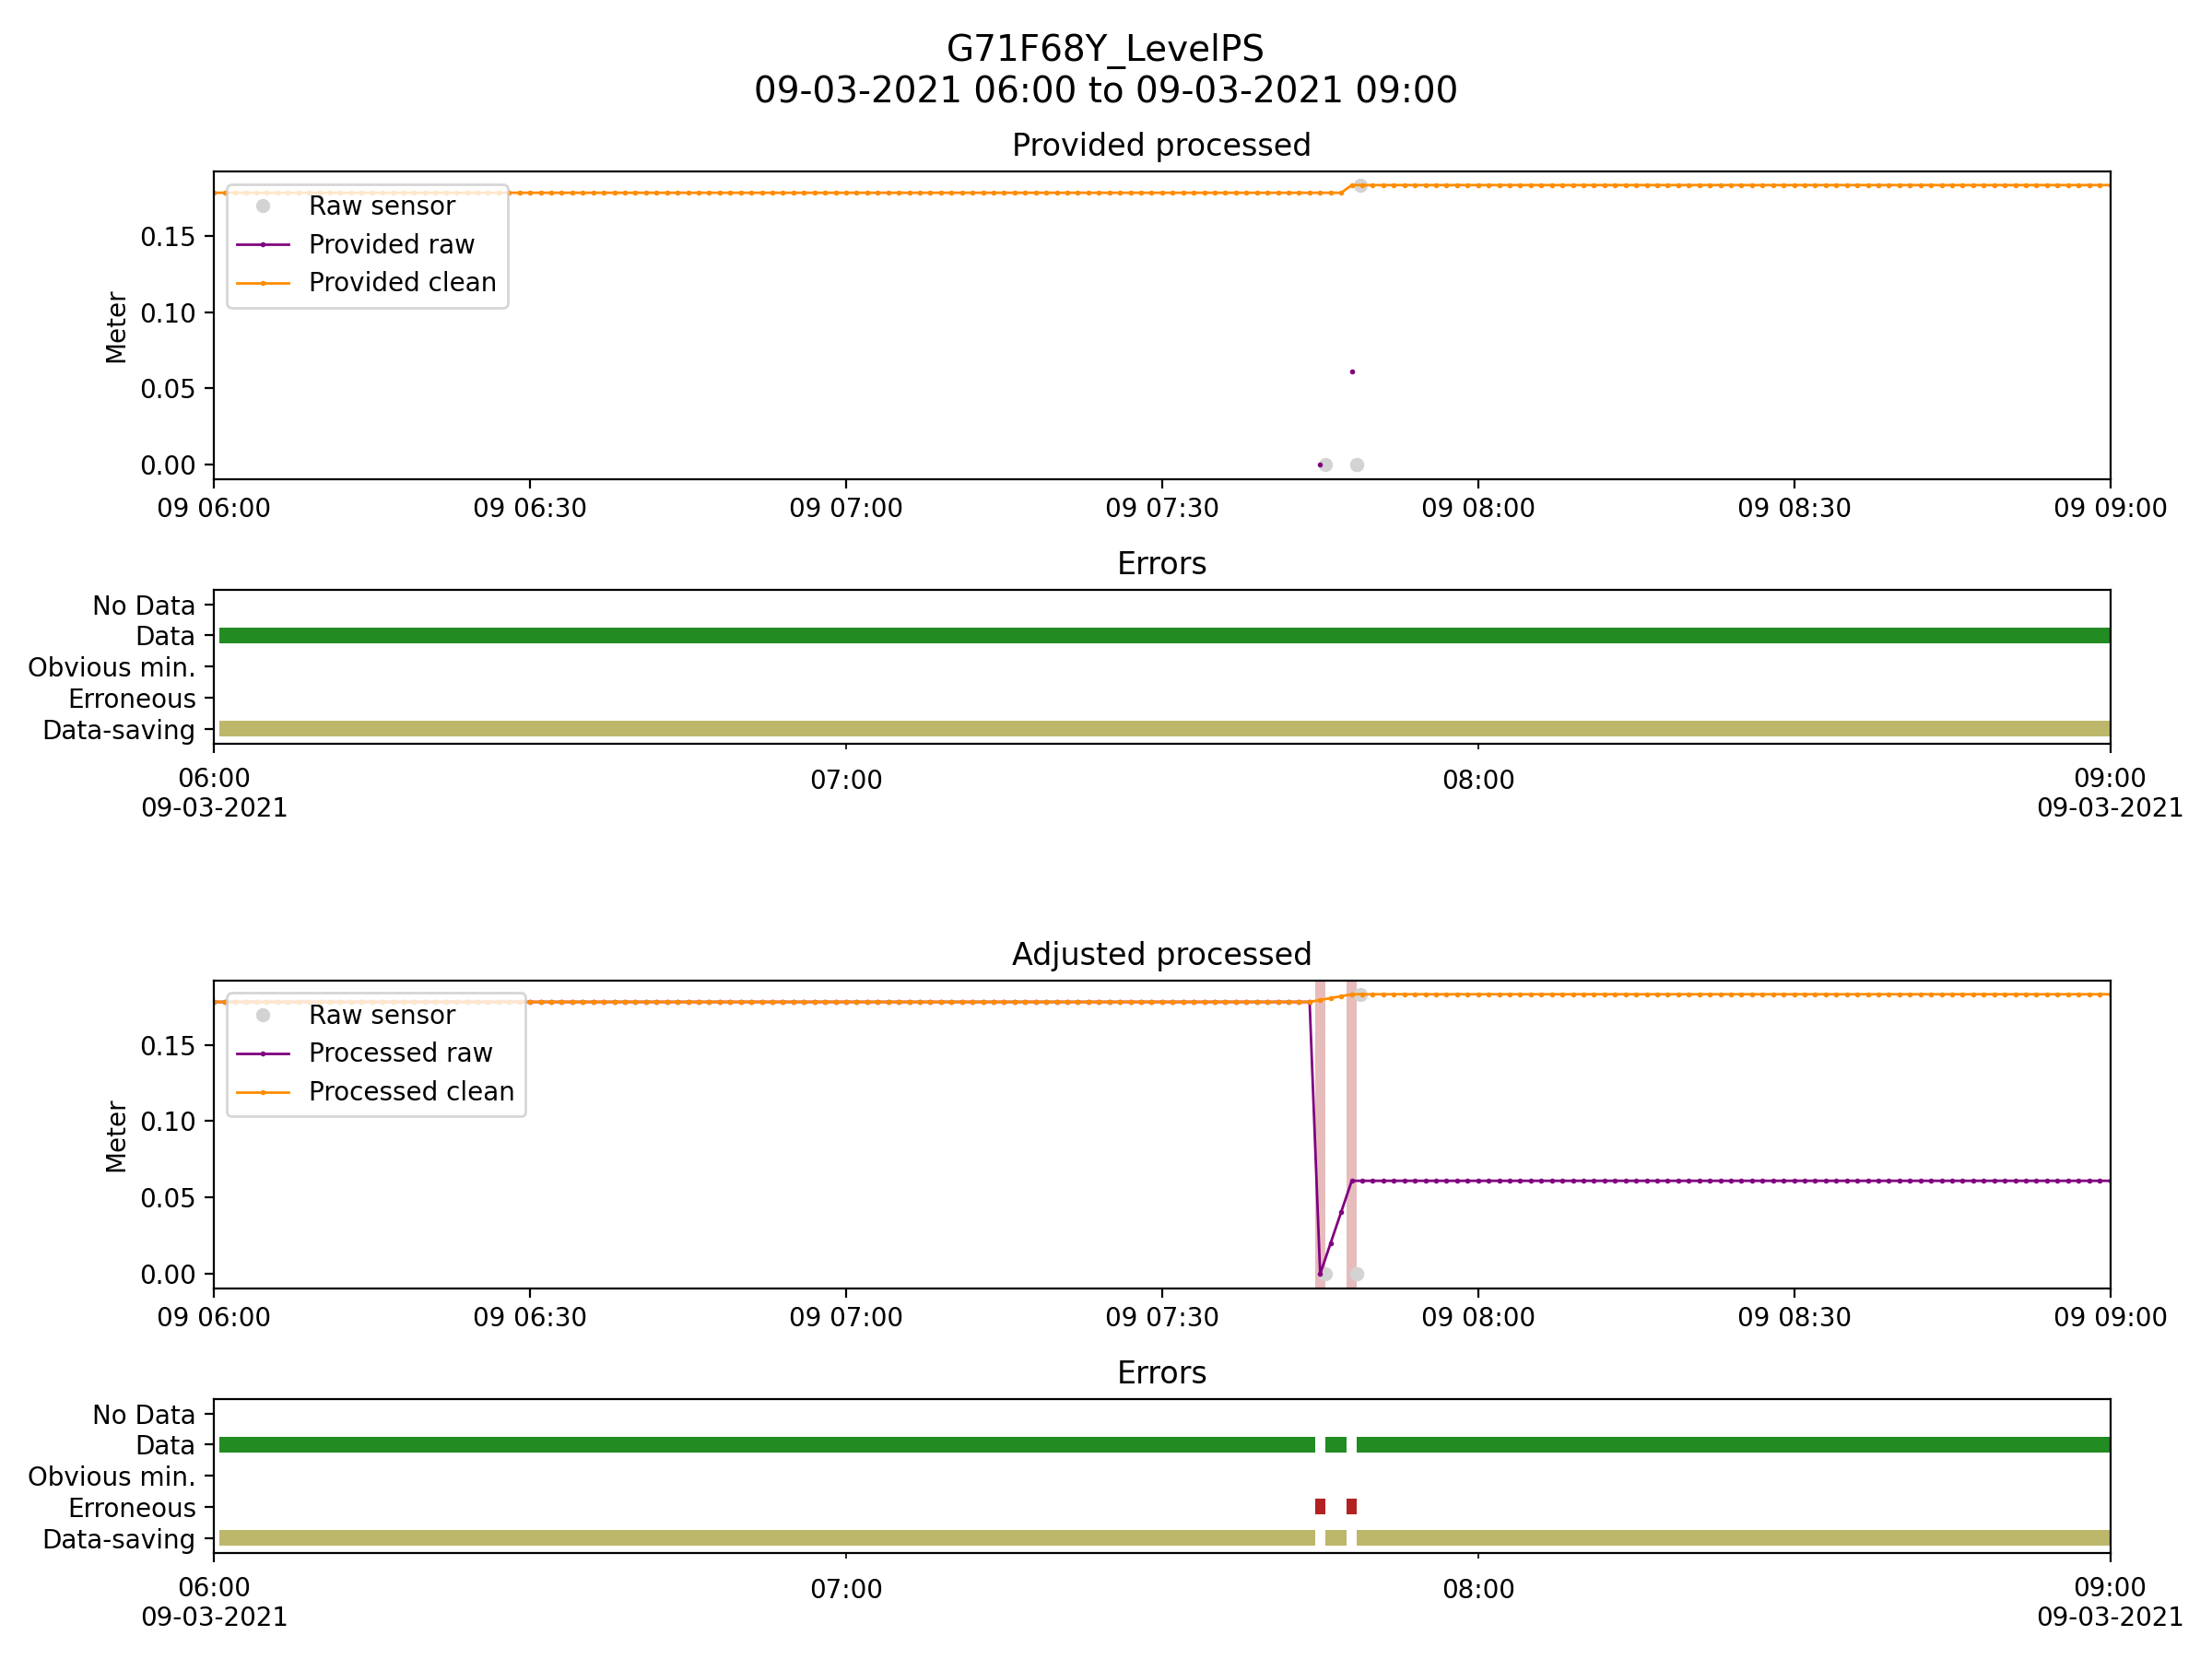 G71F68Y_LevelPS
09-03-2021 06:00 to 09-03-2021 09:00
Provided processed
Raw sensor
Provided raw
Provided clean
Meter
0.15
0.10
0.05
0.00
09 06:00 09 06:30 09 07:00 09 07:30 09 08:00 09 08:30 09 09:00
Errors
No Data
Data
Obvious min.
Erroneous
Data-saving
06:00 07:00 08:00 09:00
09-03-2021 09-03-2021
Adjusted processed
Raw sensor
Processed raw
Processed clean
Meter
0.15
0.10
0.05
0.00
09 06:00 09 06:30 09 07:00 09 07:30 09 08:00 09 08:30 09 09:00
Errors
No Data
Data
Obvious min.
Erroneous
Data-saving
06:00 07:00 08:00 09:00
09-03-2021 09-03-2021